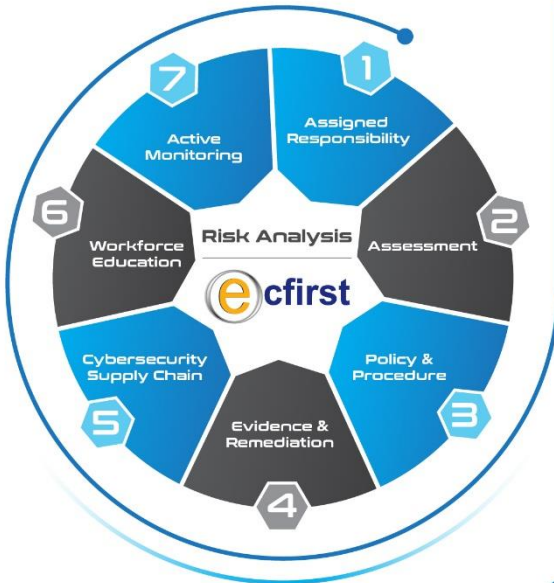 Risk Analysis
ecfirst
1
Assigned
Responsibility
2
Assessment
3
Policy &
Procedure
4
Evidence &
Remediation
5
Cybersecurity
Supply Chain
6
Workforce
Education
7
Active
Monitoring